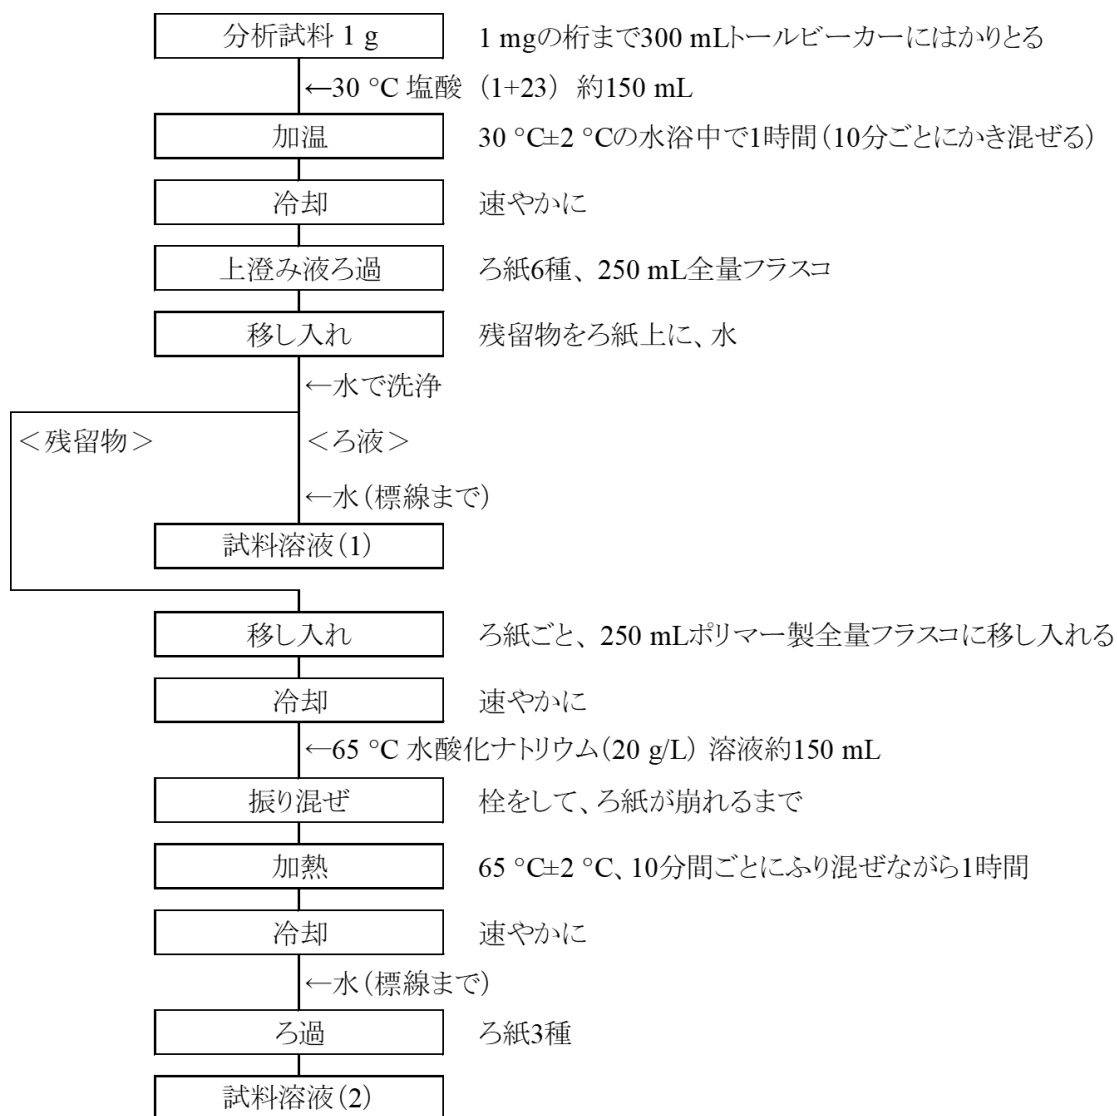 分析試料 1 g 1 mgの桁まで300 mLトールビーカーにはかりとる
←30 °C 塩酸（1+23）約150 mL
加温 30 °C±2 °Cの水浴中で1時間（10分ごとにかき混ぜる）
冷却 速やかに
上澄み液ろ過 ろ紙6種、250 mL全量フラスコ
移し入れ 残留物をろ紙上に、水
←水で洗浄
＜残留物＞ ＜ろ液＞
←水（標線まで）
試料溶液（1）
移し入れ ろ紙ごと、250 mLポリマー製全量フラスコに移し入れる
冷却 速やかに
←65 °C 水酸化ナトリウム（20 g/L）溶液約150 mL
振り混ぜ 栓をして、ろ紙が崩れるまで
加熱 65 °C±2 °C、10分間ごとにふり混ぜながら1時間
冷却 速やかに
←水（標線まで）
ろ過 ろ紙3種
試料溶液（2）